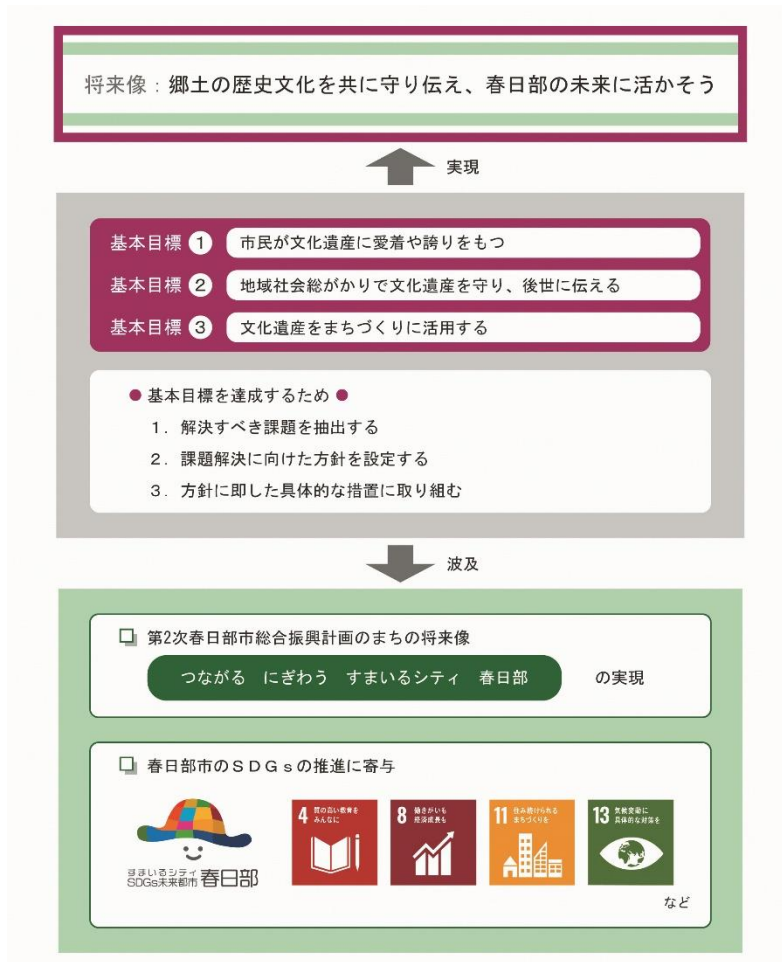 将来像：郷土の歴史文化を共に守り伝え、春日部の未来に活かそう
実現
基本目標 1 市民が文化遺産に愛着や誇りをもつ
基本目標 2 地域社会総がかりで文化遺産を守り、後世に伝える
基本目標 3 文化遺産をまちづくりに活用する
●基本目標を達成するため●
１．解決すべき課題を抽出する
２．課題解決に向けた方針を設定する
３．方針に即した具体的な措置に取り組む
波及
第2次春日部市総合振興計画のまちの将来像
つながる　にぎわう　すまいるシティ　春日部　の実現
春日部市のＳＤＧｓの推進に寄与
4 質の高い教育を
みんなに
8 働きがいも
経済成長も
11 住み続けられる
まちづくりを
13 気候変動に
具体的な対策を
すまいるシティ
SDGs未来都市 春日部
など